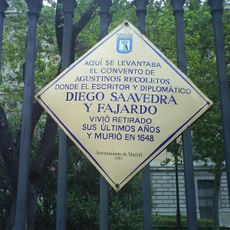 AQUÍ SE LEVANTABA
EL CONVENTO DE
AGUSTINOS RECOLETOS
DONDE EL ESCRITOR Y DIPLOMÁTICO
DIEGO SAAVEDRA
Y FAJARDO
VIVIÓ RETIRADO
SUS ÚLTIMOS AÑOS
Y MURIÓ EN 1648
Ayuntamiento de Madrid